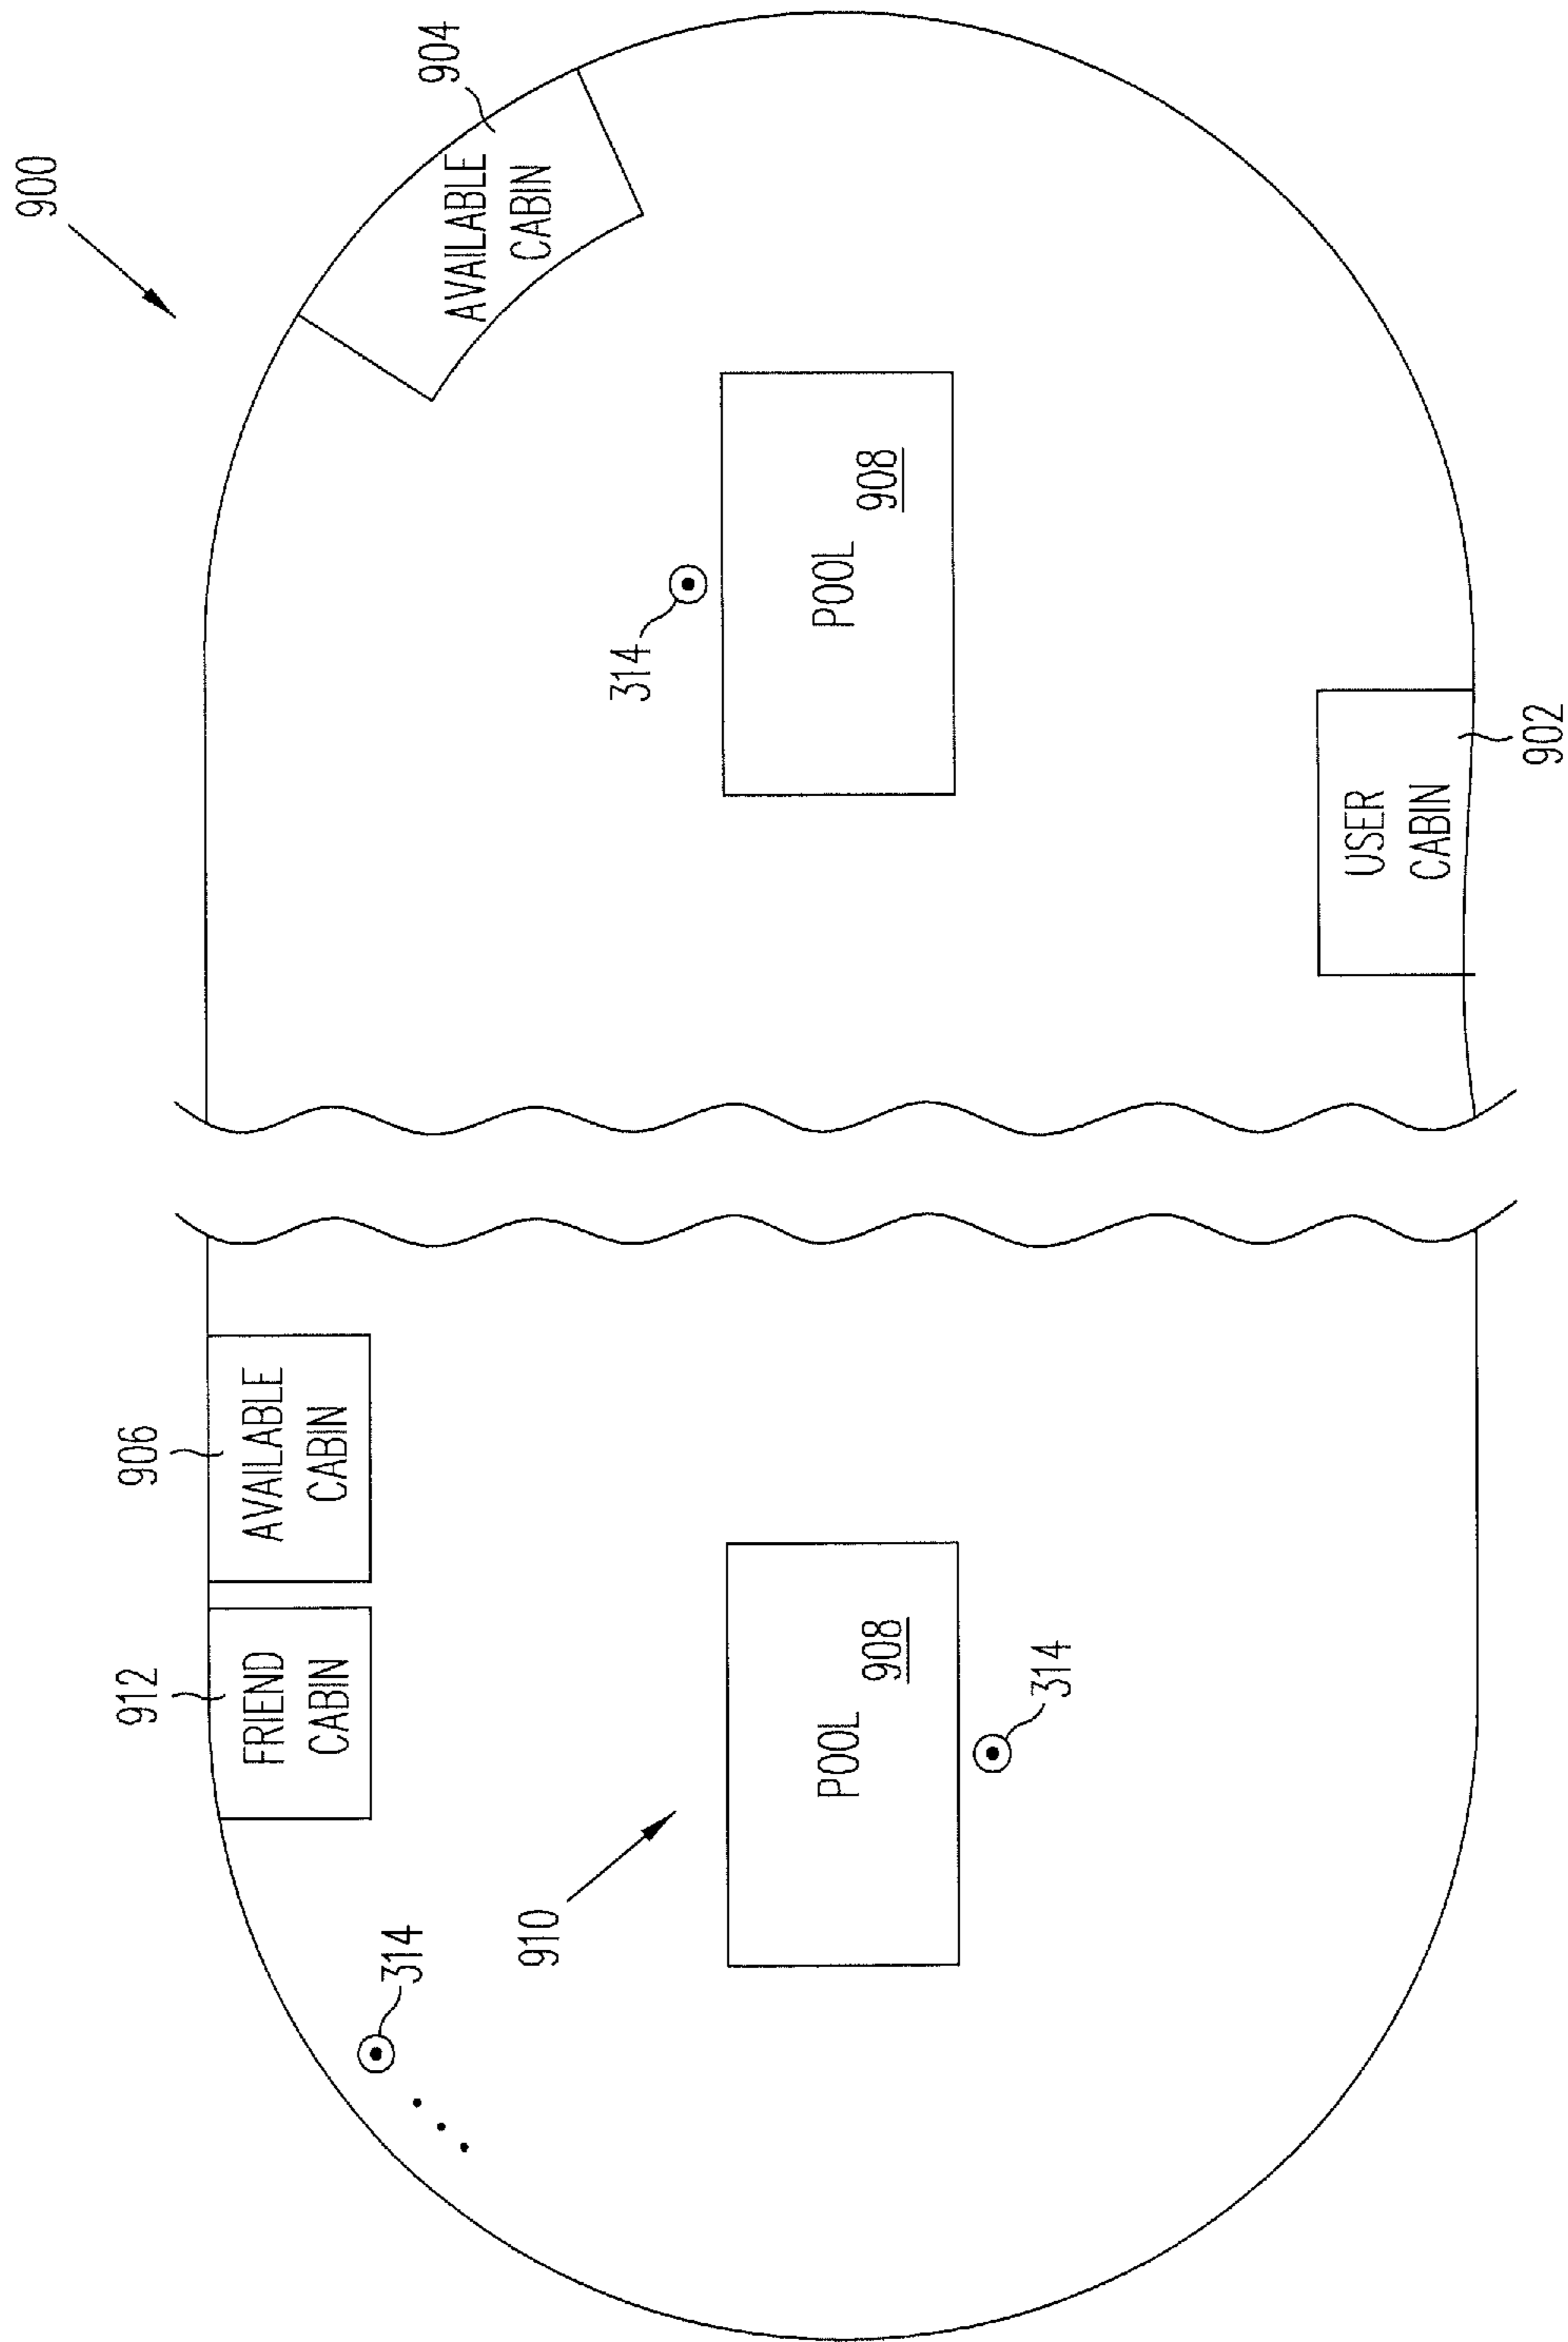 900
904
AVAILABLE
CABIN
314
POOL
908
USER
CABIN
902
906
AVAILABLE
CABIN
912
FRIEND
CABIN
POOL
908
314
910
314